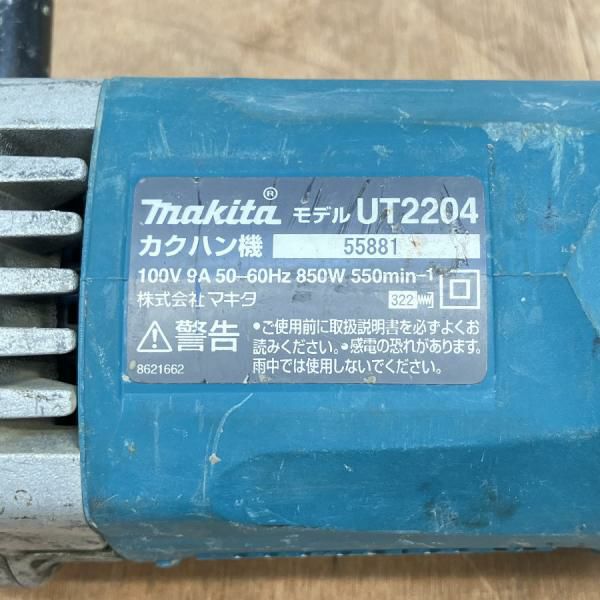 makita® モデル UT2204
カクハン機 55881
100V 9A 50-60Hz 850W 550min-1
株式会社マキタ 322
警告 •ご使用前に取扱説明書を必ずよくお
読みください。•感電の恐れがあります。
雨中では使用しないでください。
8621662